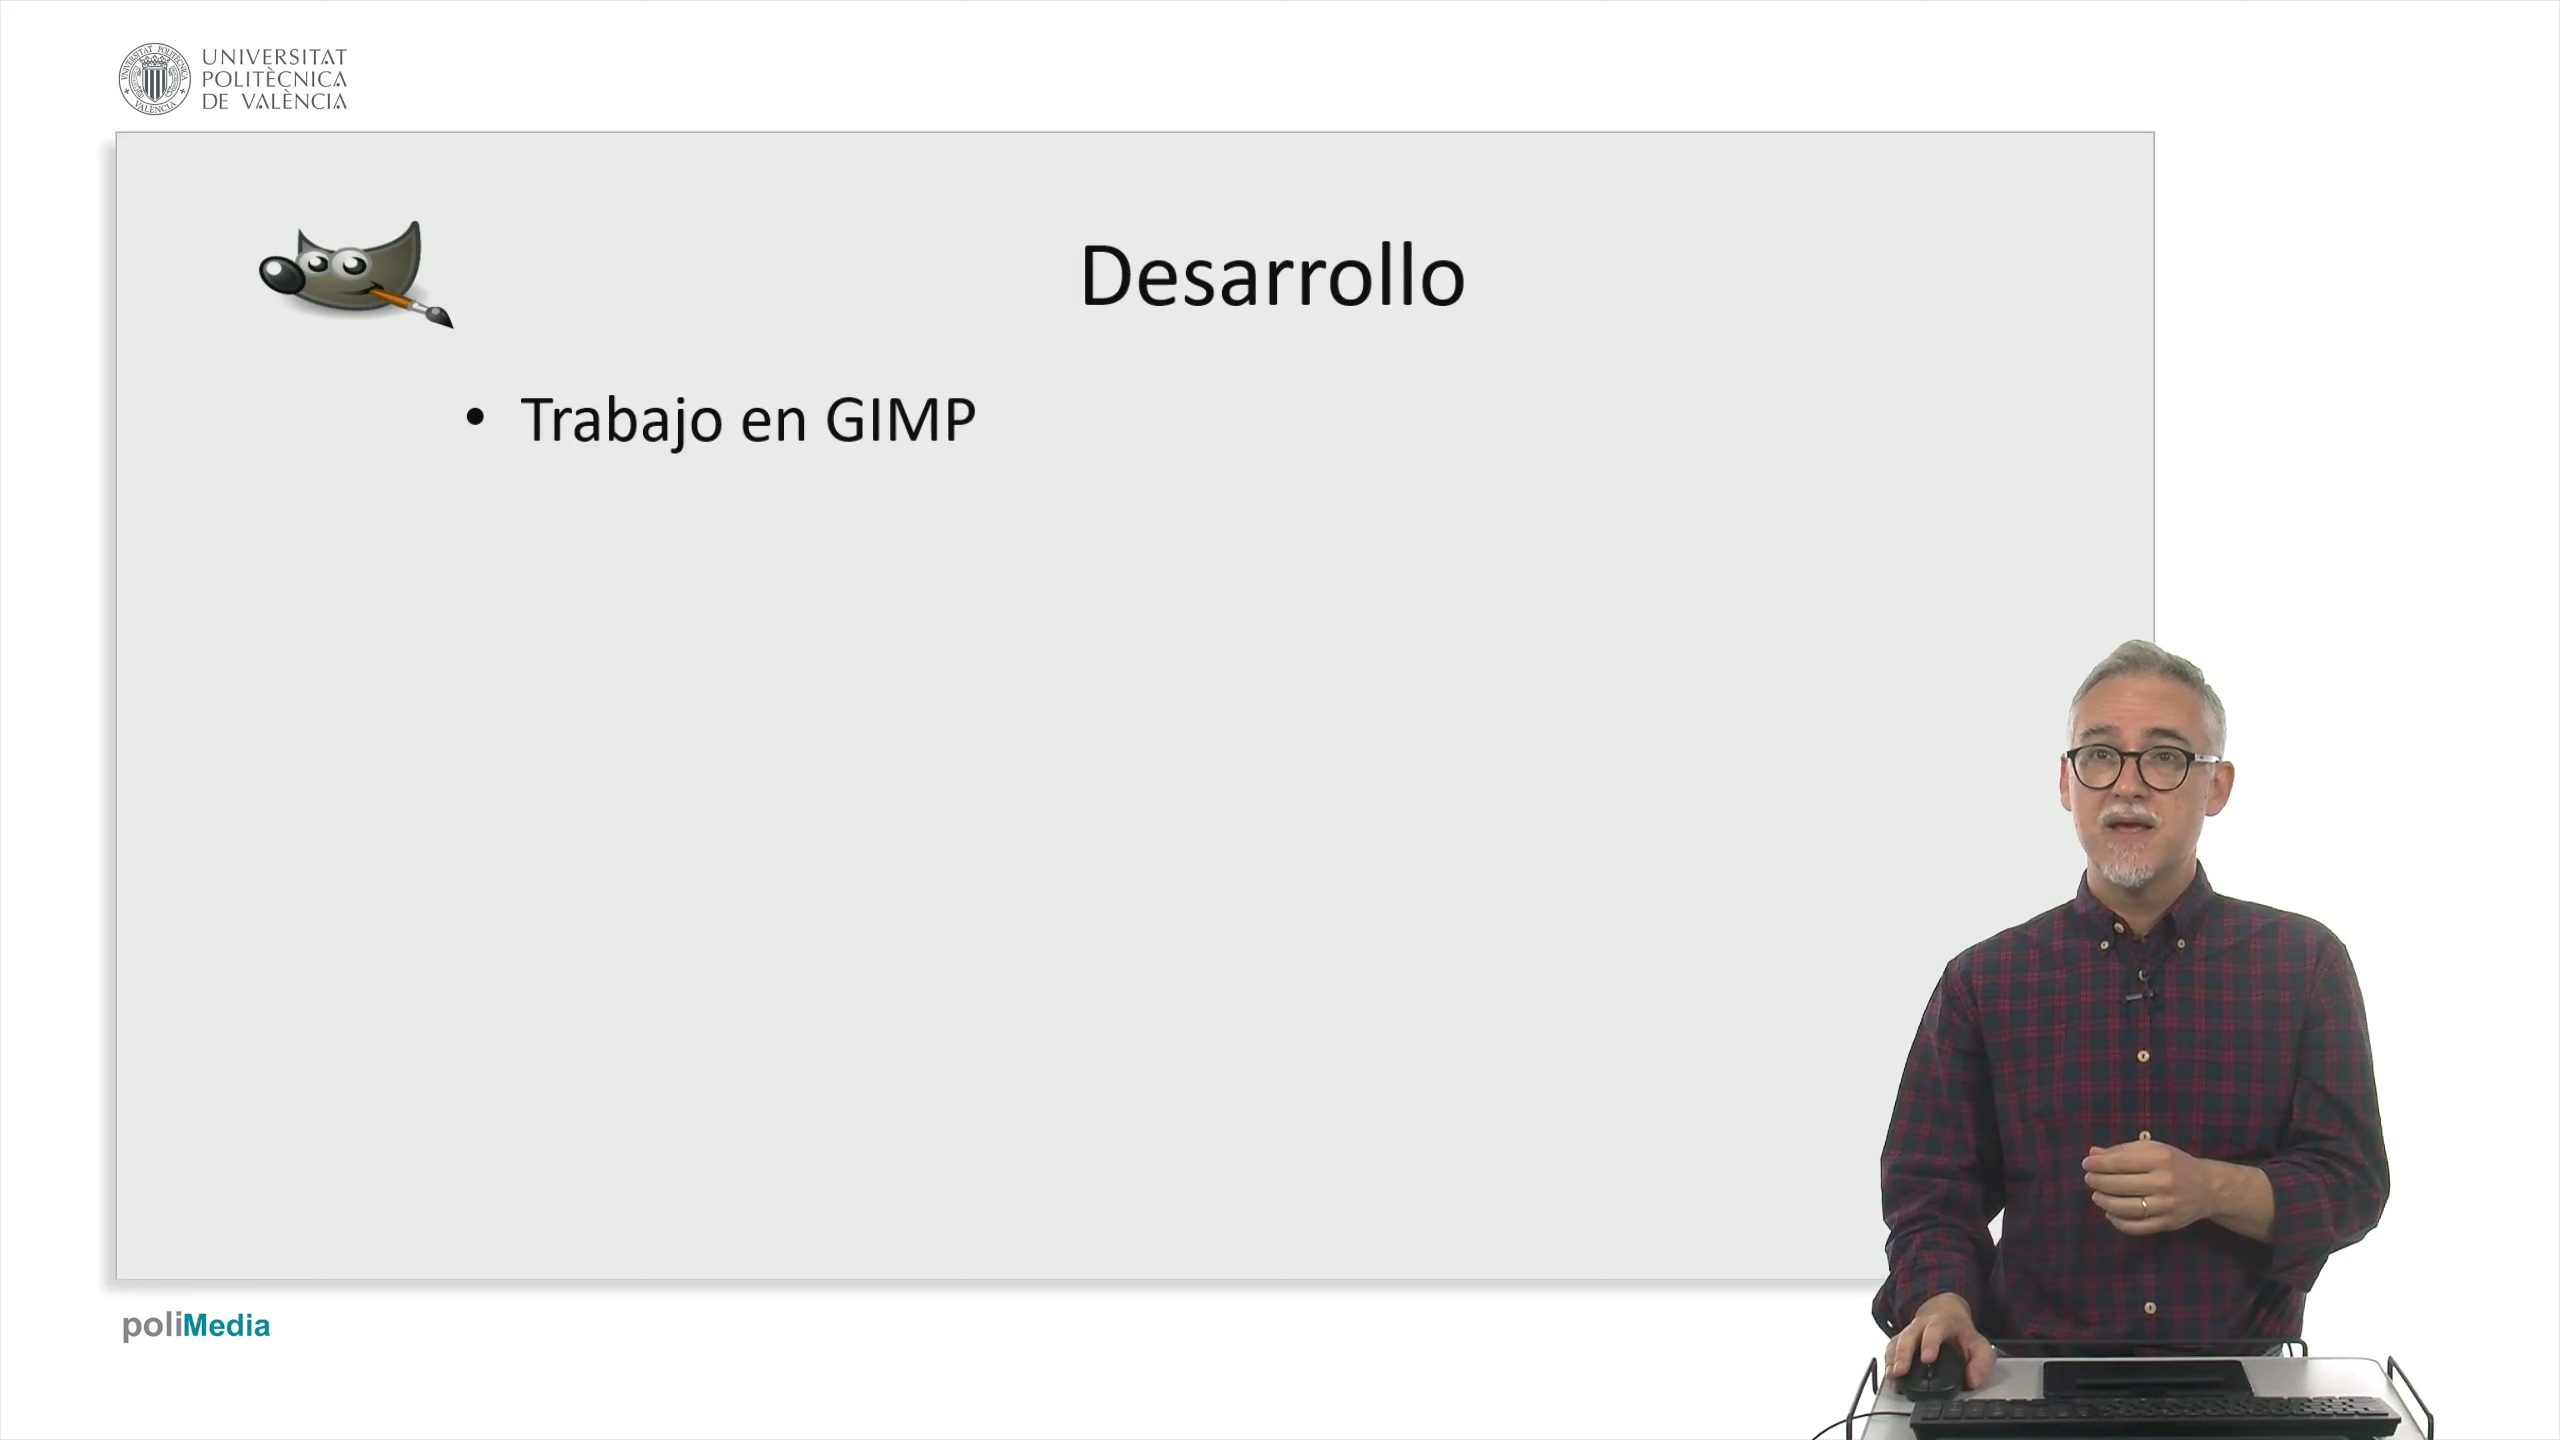 UNIVERSITAT
POLITÈCNICA
DE VALÈNCIA
Desarrollo
• Trabajo en GIMP
poliMedia